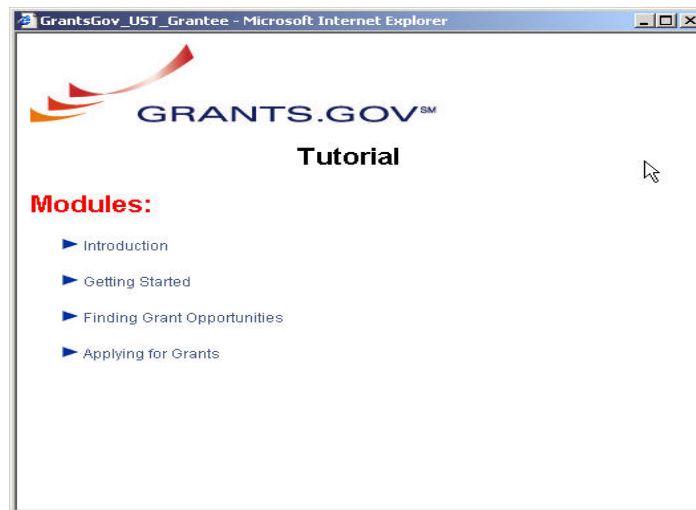 GrantsGov_UST_Grantee - Microsoft Internet Explorer
GRANTS.GOV℠
Tutorial
Modules:
Introduction
Getting Started
Finding Grant Opportunities
Applying for Grants